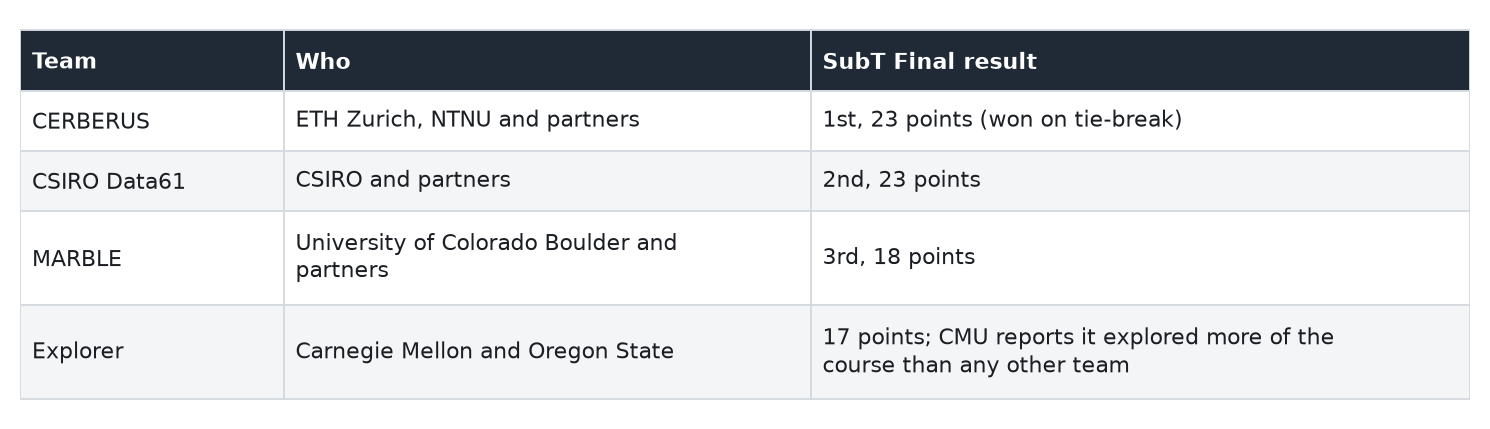 Team Who SubT Final result
CERBERUS ETH Zurich, NTNU and partners 1st, 23 points (won on tie-break)
CSIRO Data61 CSIRO and partners 2nd, 23 points
MARBLE University of Colorado Boulder and
partners 3rd, 18 points
Explorer Carnegie Mellon and Oregon State 17 points; CMU reports it explored more of the
course than any other team